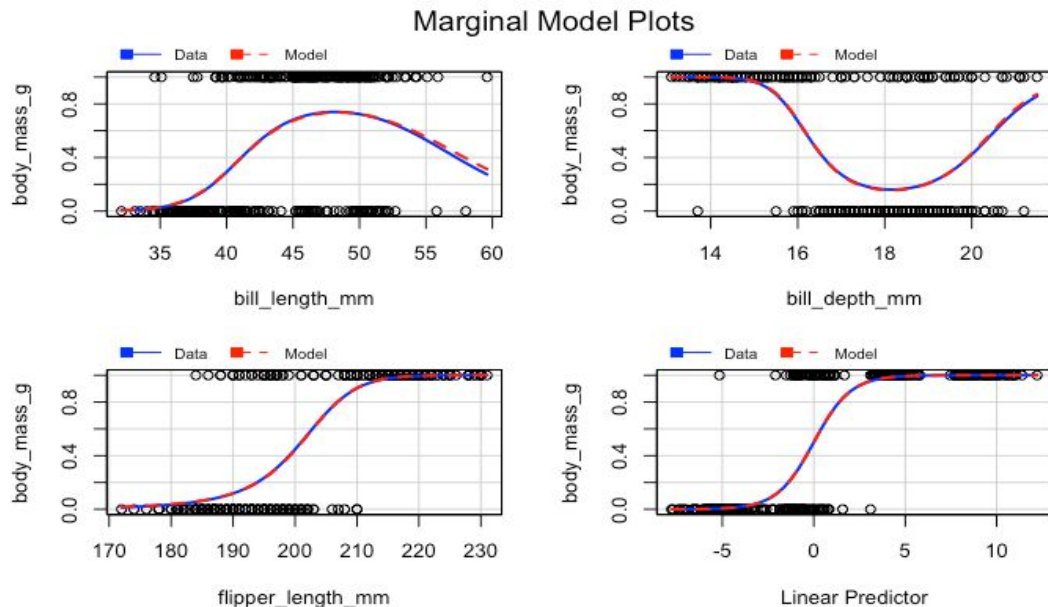 Marginal Model Plots
Data Model
body_mass_g
0.0 0.4 0.8
35 40 45 50 55 60
bill_length_mm
Data Model
body_mass_g
0.0 0.4 0.8
14 16 18 20
bill_depth_mm
Data Model
body_mass_g
0.0 0.4 0.8
170 180 190 200 210 220 230
flipper_length_mm
Data Model
body_mass_g
0.0 0.4 0.8
-5 0 5 10
Linear Predictor